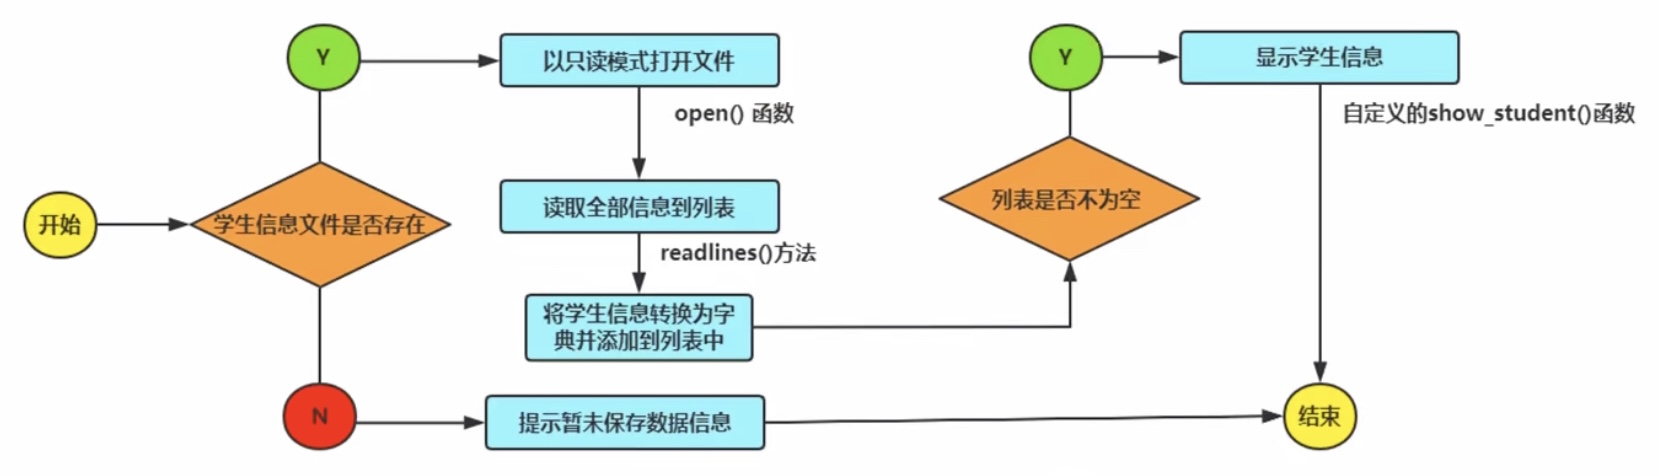 开始
学生信息文件是否存在
Y
以只读模式打开文件
open() 函数
读取全部信息到列表
readlines()方法
将学生信息转换为字
典并添加到列表中
列表是否不为空
Y
显示学生信息
自定义的show_student()函数
N
提示暂未保存数据信息
结束